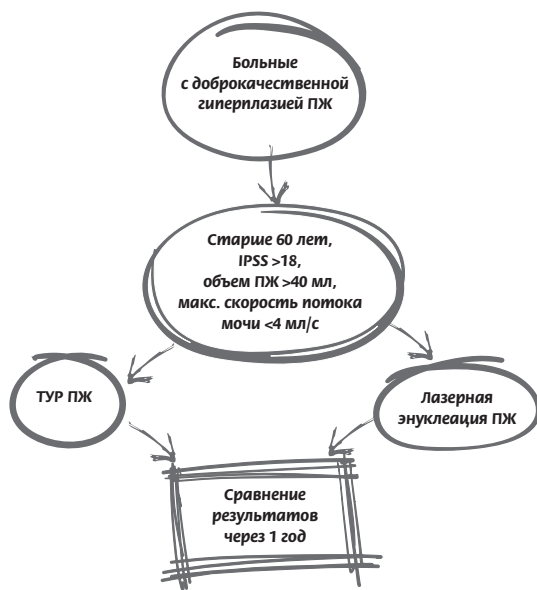 Больные
с доброкачественной
гиперплазией ПЖ
Старше 60 лет,
IPSS >18,
объем ПЖ >40 мл,
макс. скорость потока
мочи <4 мл/с
ТУР ПЖ
Лазерная
энуклеация ПЖ
Сравнение
результатов
через 1 год